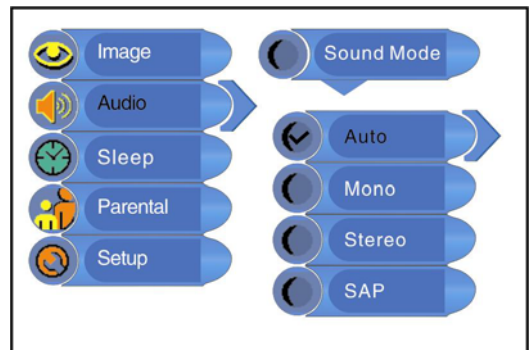 Image
Audio
Sleep
Parental
Setup
Sound Mode
Auto
Mono
Stereo
SAP